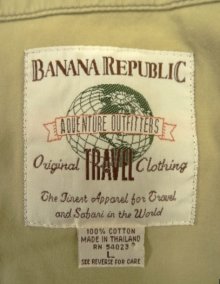 BANANA REPUBLIC
ADVENTURE OUTFITTERS
Original TRAVEL Clothing
The Finest Apparel for Travel
and Safari in the World
100% COTTON
MADE IN THAILAND
RN 54023
L
SEE REVERSE FOR CARE